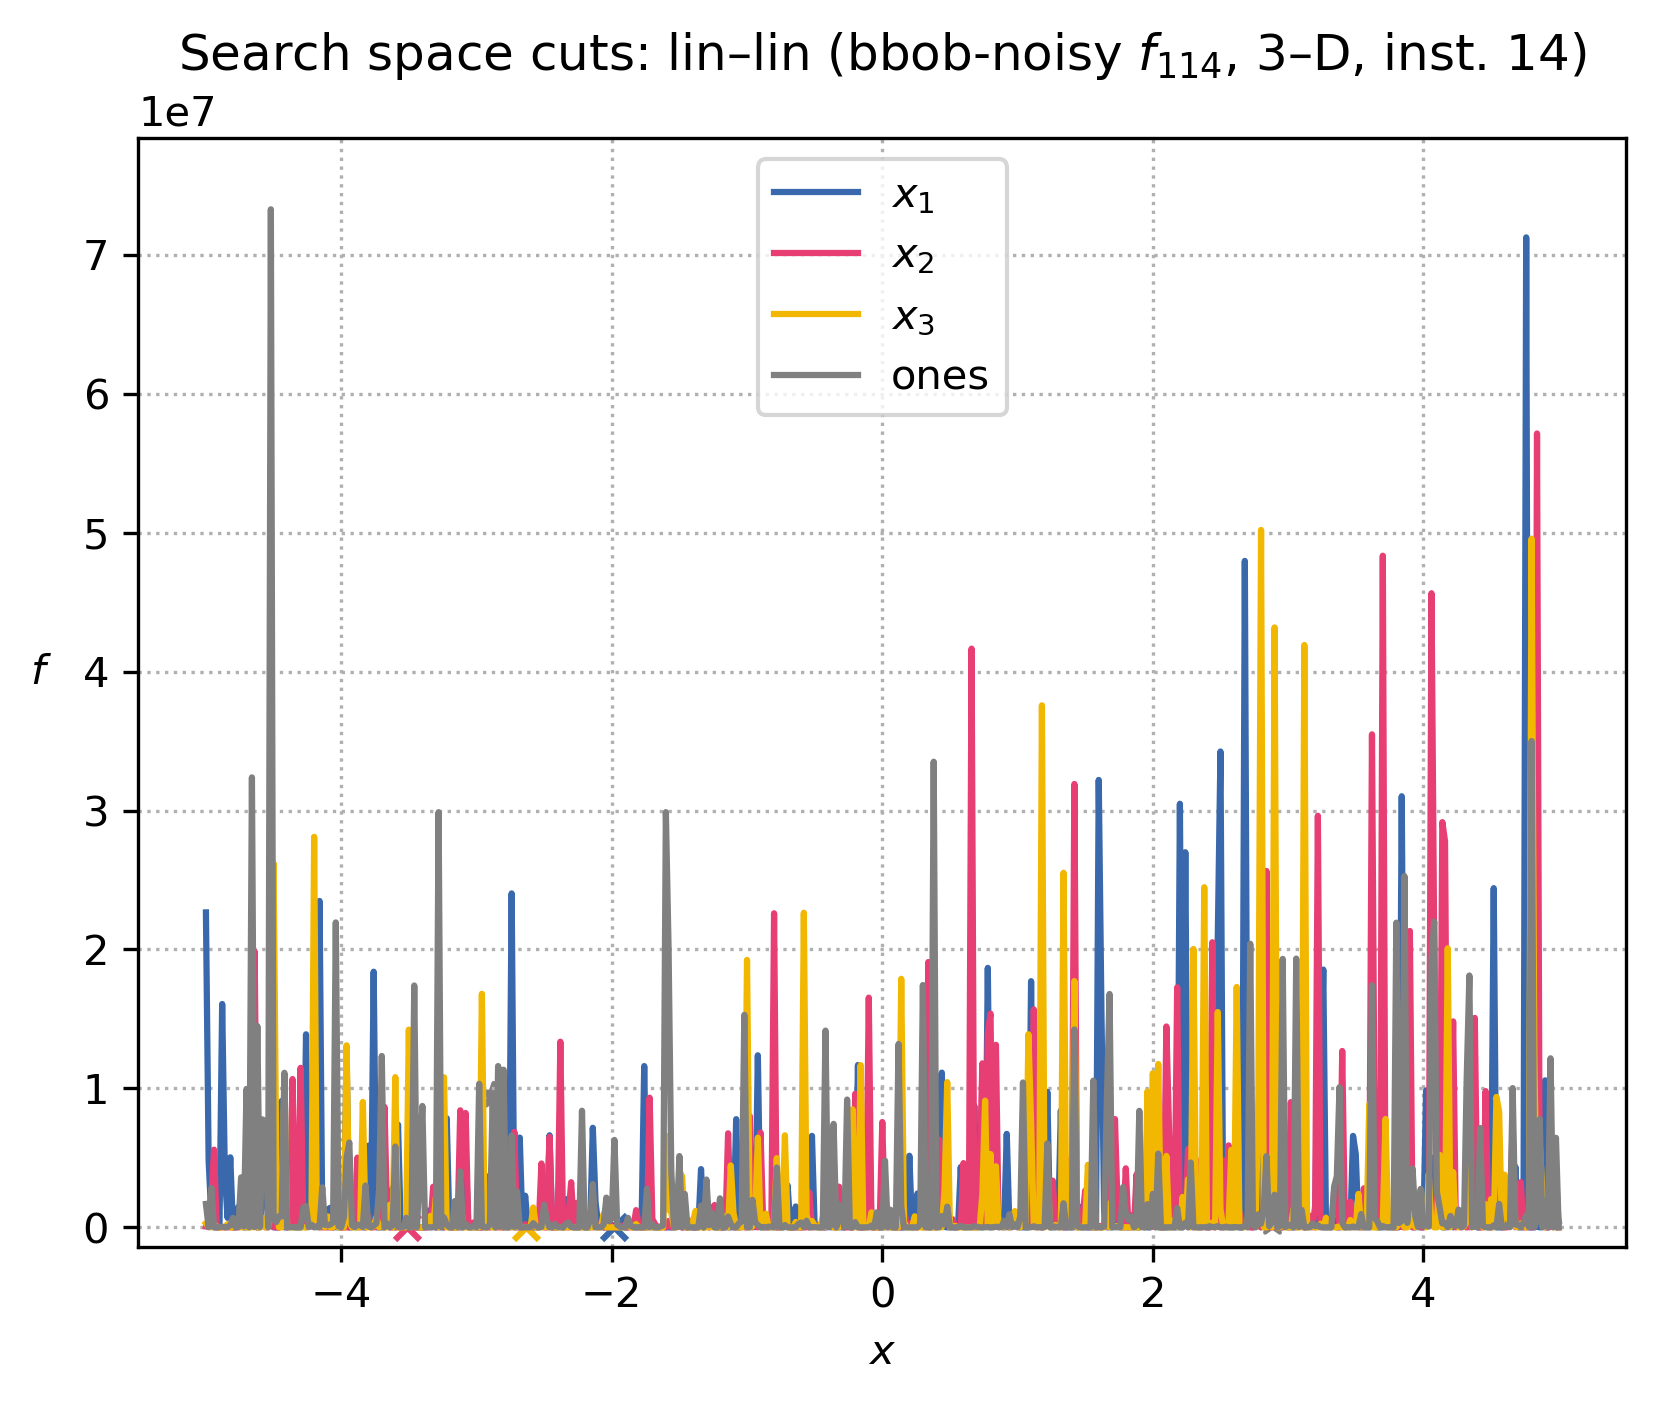 Search space cuts: lin–lin (bbob-noisy f₁₁₄, 3–D, inst. 14)
1e7
x₁
x₂
x₃
ones
7
6
5
4
3
2
1
0
f
−4
−2
0
2
4
x